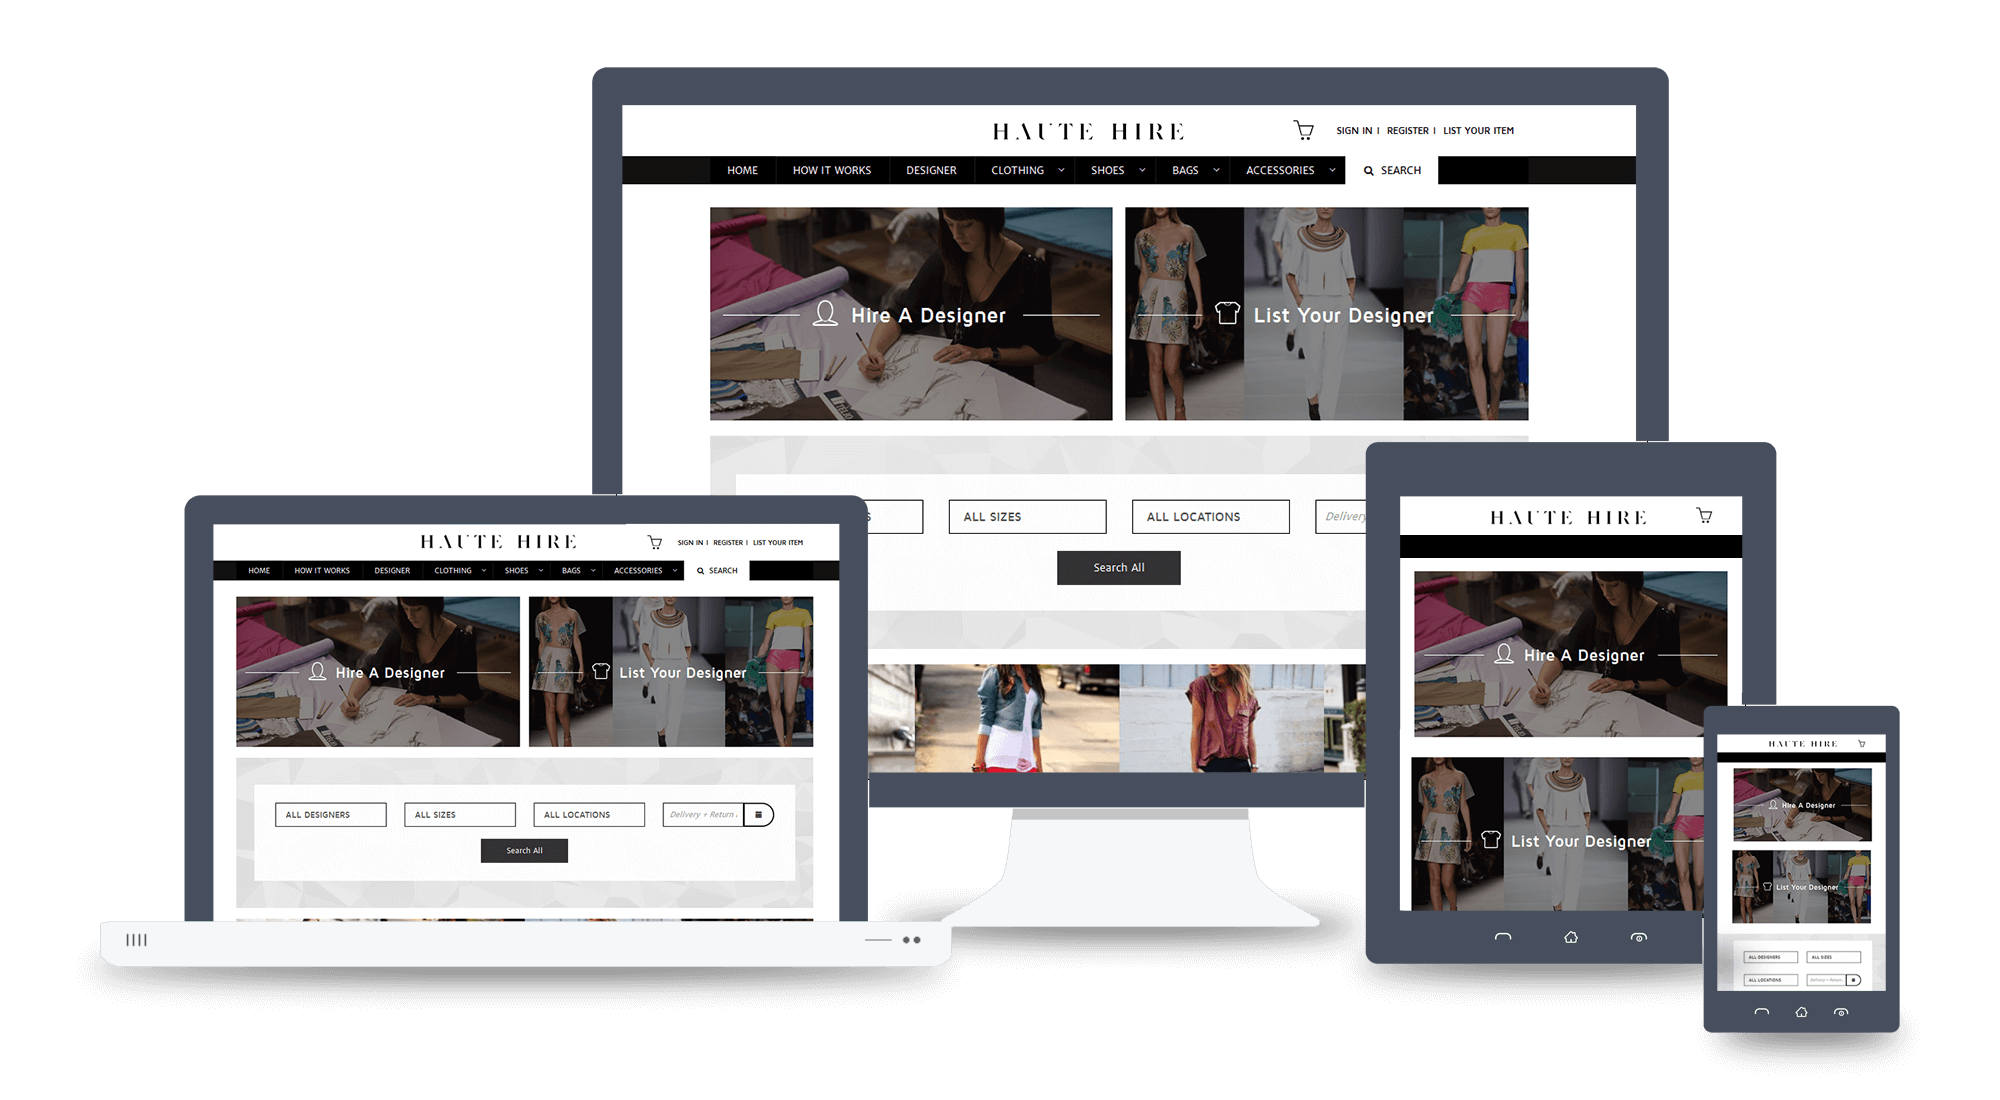 HAUTE HIRE
SIGN IN | REGISTER | LIST YOUR ITEM
HOME HOW IT WORKS DESIGNER CLOTHING SHOES BAGS ACCESSORIES SEARCH
Hire A Designer
List Your Designer
S ALL SIZES ALL LOCATIONS Delivery
Search All
HAUTE HIRE
SIGN IN | REGISTER | LIST YOUR ITEM
HOME HOW IT WORKS DESIGNER CLOTHING SHOES BAGS ACCESSORIES SEARCH
Hire A Designer
List Your Designer
ALL DESIGNERS ALL SIZES ALL LOCATIONS Delivery + Return
Search All
HAUTE HIRE
Hire A Designer
List Your Designer
HAUTE HIRE
Hire A Designer
List Your Designer
ALL DESIGNERS ALL SIZES
ALL LOCATIONS Delivery + Return